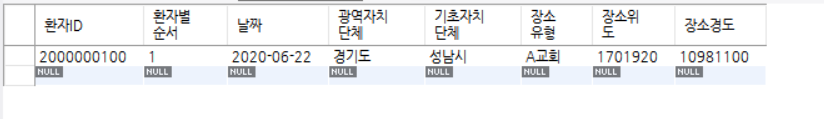 환자ID 환자별 순서 날짜 광역자치 단체 기초자치 단체 장소 유형 장소위 도 장소경도
2000000100 1 2020-06-22 경기도 성남시 A교회 1701920 10981100
NULL NULL NULL NULL NULL NULL NULL NULL